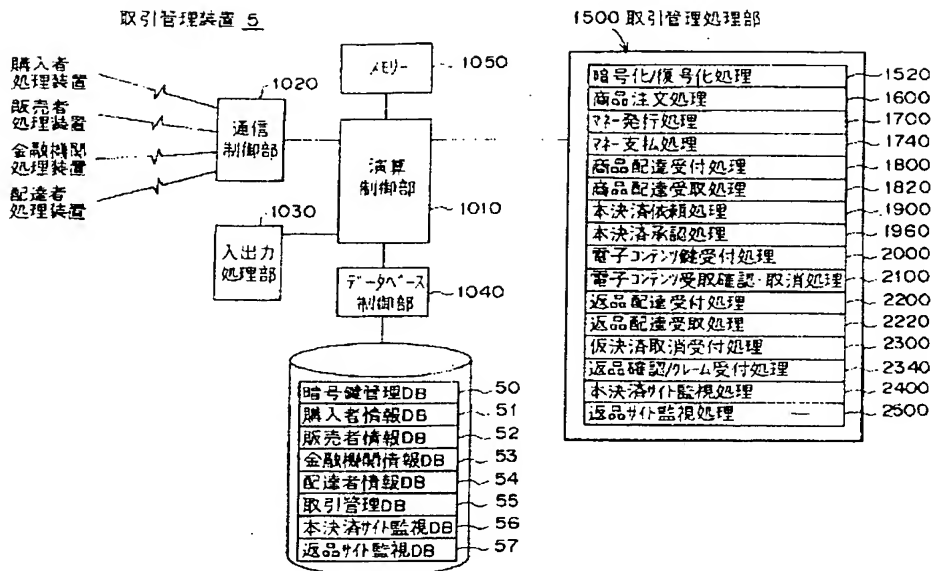 取引管理装置 5
1500 取引管理処理部
購入者
処理装置
販売者
処理装置
金融機関
処理装置
配達者
処理装置
1020
通信
制御部
メモリー
1050
演算
制御部
1010
1030
入出力
処理部
データベース
制御部
1040
暗号鍵管理DB
50
購入者情報DB
51
販売者情報DB
52
金融機関情報DB
53
配達者情報DB
54
取引管理DB
55
本決済サイト監視DB
56
返品サイト監視DB
57
暗号化/復号化処理
1520
商品注文処理
1600
マネー発行処理
1700
マネー支払処理
1740
商品配達受付処理
1800
商品配達受取処理
1820
本決済依頼処理
1900
本決済承認処理
1960
電子コンテンツ鍵受付処理
2000
電子コンテンツ受取確認・取消処理
2100
返品配達受付処理
2200
返品配達受取処理
2220
仮決済取消受付処理
2300
返品確認/クレーム受付処理
2340
本決済サイト監視処理
2400
返品サイト監視処理
2500